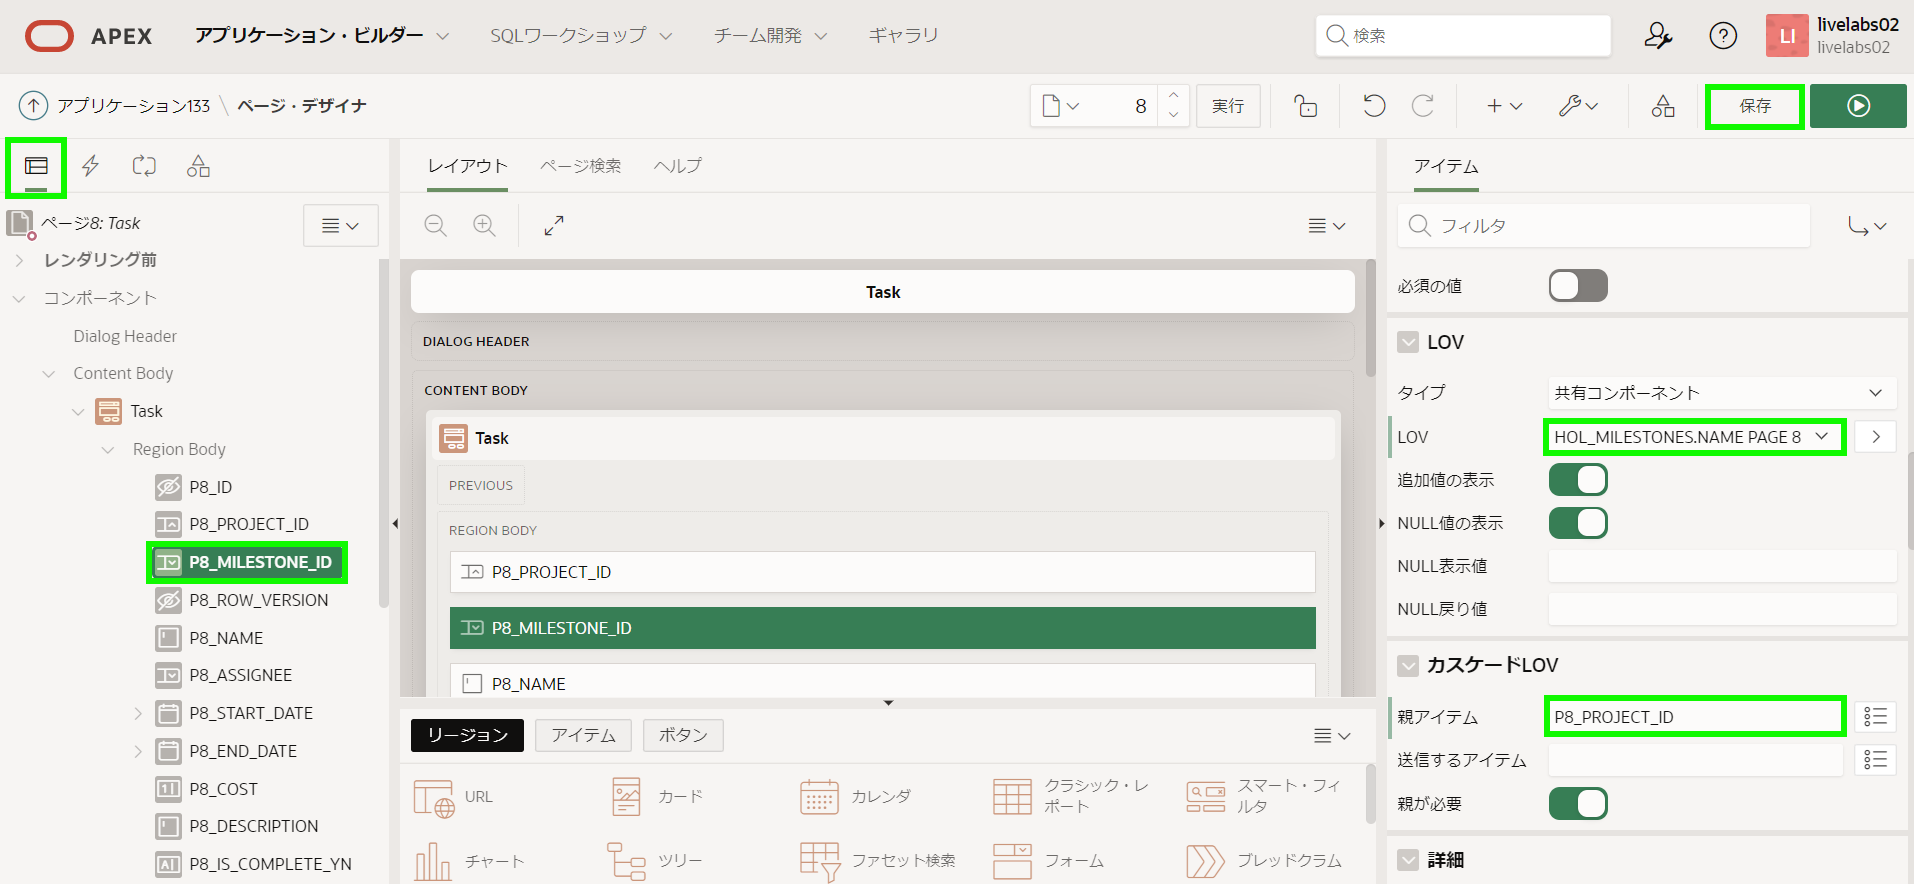 APEX
アプリケーション・ビルダー
SQLワークショップ
チーム開発
ギャラリ
検索
LI
livelabs02
livelabs02
アプリケーション133 \ ページ・デザイナ
8
実行
保存
ページ8: Task
レンダリング前
コンポーネント
Dialog Header
Content Body
Task
Region Body
P8_ID
P8_PROJECT_ID
P8_MILESTONE_ID
P8_ROW_VERSION
P8_NAME
P8_ASSIGNEE
P8_START_DATE
P8_END_DATE
P8_COST
P8_DESCRIPTION
P8_IS_COMPLETE_YN
レイアウト
ページ検索
ヘルプ
Task
DIALOG HEADER
CONTENT BODY
Task
PREVIOUS
REGION BODY
P8_PROJECT_ID
P8_MILESTONE_ID
P8_NAME
リージョン
アイテム
ボタン
URL
カード
カレンダ
クラシック・レ
ポート
スマート・フィ
ルタ
チャート
ツリー
ファセット検索
フォーム
ブレッドクラム
アイテム
フィルタ
必須の値
LOV
タイプ
共有コンポーネント
LOV
HOL_MILESTONES.NAME PAGE 8
追加値の表示
NULL値の表示
NULL表示値
NULL戻り値
カスケードLOV
親アイテム
P8_PROJECT_ID
送信するアイテム
親が必要
詳細